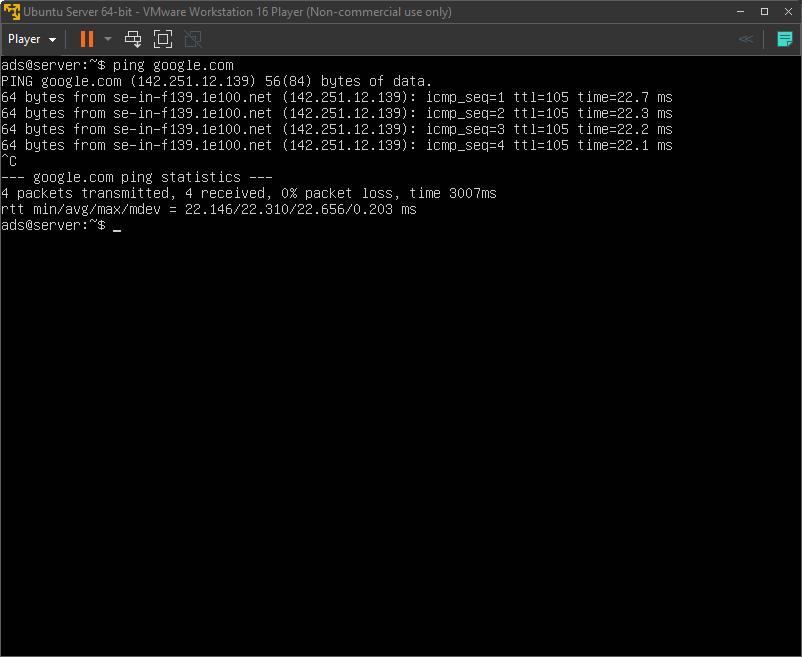 Ubuntu Server 64-bit - VMware Workstation 16 Player (Non-commercial use only)
Player
ads@server:~$ ping google.com
PING google.com (142.251.12.139) 56(84) bytes of data.
64 bytes from se-in-f139.1e100.net (142.251.12.139): icmp_seq=1 ttl=105 time=22.7 ms
64 bytes from se-in-f139.1e100.net (142.251.12.139): icmp_seq=2 ttl=105 time=22.3 ms
64 bytes from se-in-f139.1e100.net (142.251.12.139): icmp_seq=3 ttl=105 time=22.2 ms
64 bytes from se-in-f139.1e100.net (142.251.12.139): icmp_seq=4 ttl=105 time=22.1 ms
^C
--- google.com ping statistics ---
4 packets transmitted, 4 received, 0% packet loss, time 3007ms
rtt min/avg/max/mdev = 22.146/22.310/22.656/0.203 ms
ads@server:~$ _